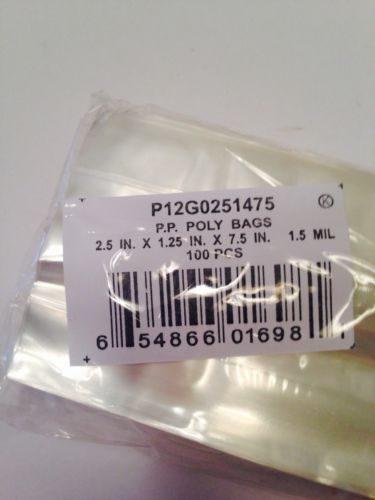 P12G0251475 K
P.P. POLY BAGS
2.5 IN. X 1.25 IN. X 7.5 IN. 1.5 MIL
100 PCS
6 54866 01698